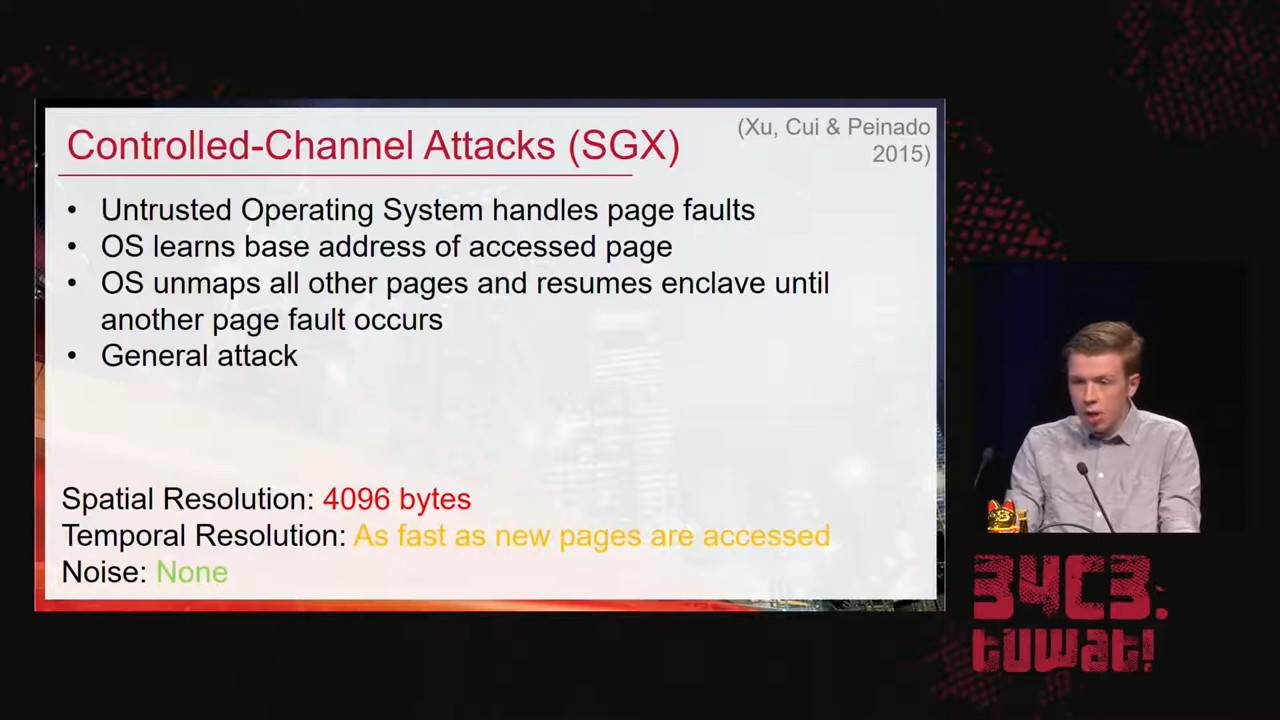 Controlled-Channel Attacks (SGX)
(Xu, Cui & Peinado
2015)
• Untrusted Operating System handles page faults
• OS learns base address of accessed page
• OS unmaps all other pages and resumes enclave until
another page fault occurs
• General attack
Spatial Resolution: 4096 bytes
Temporal Resolution: As fast as new pages are accessed
Noise: None
34C3.
tuwat!